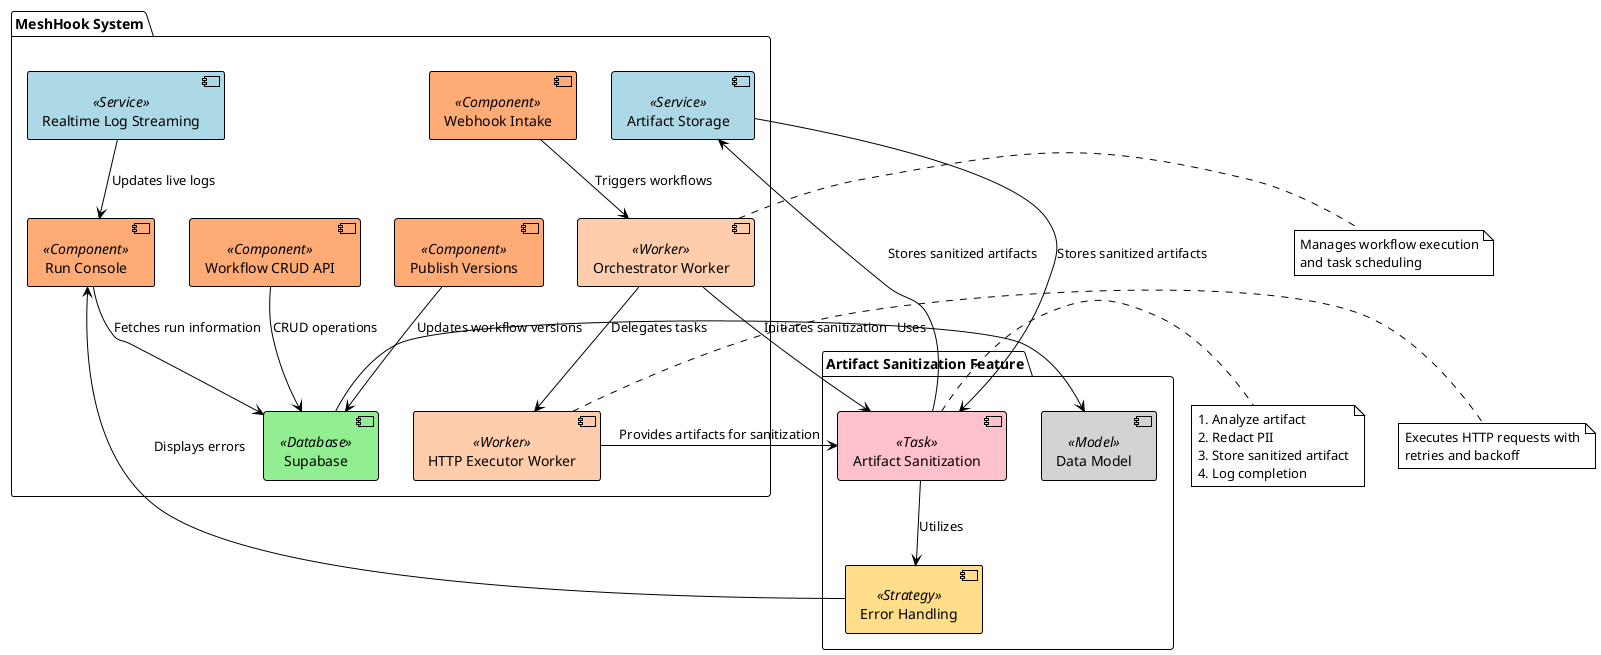 MeshHook System
«Service»
Realtime Log Streaming
«Component»
Webhook Intake
«Service»
Artifact Storage
Updates live logs
Triggers workflows
«Component»
Run Console
«Component»
Workflow CRUD API
«Component»
Publish Versions
«Worker»
Orchestrator Worker
Stores sanitized artifacts
Stores sanitized artifacts
Manages workflow execution
and task scheduling
Fetches run information
CRUD operations
Updates workflow versions
Delegates tasks
Initiates sanitization
Uses
Artifact Sanitization Feature
Displays errors
«Database»
Supabase
«Worker»
HTTP Executor Worker
Provides artifacts for sanitization
«Task»
Artifact Sanitization
«Model»
Data Model
1. Analyze artifact
2. Redact PII
3. Store sanitized artifact
4. Log completion
Executes HTTP requests with
retries and backoff
Utilizes
«Strategy»
Error Handling